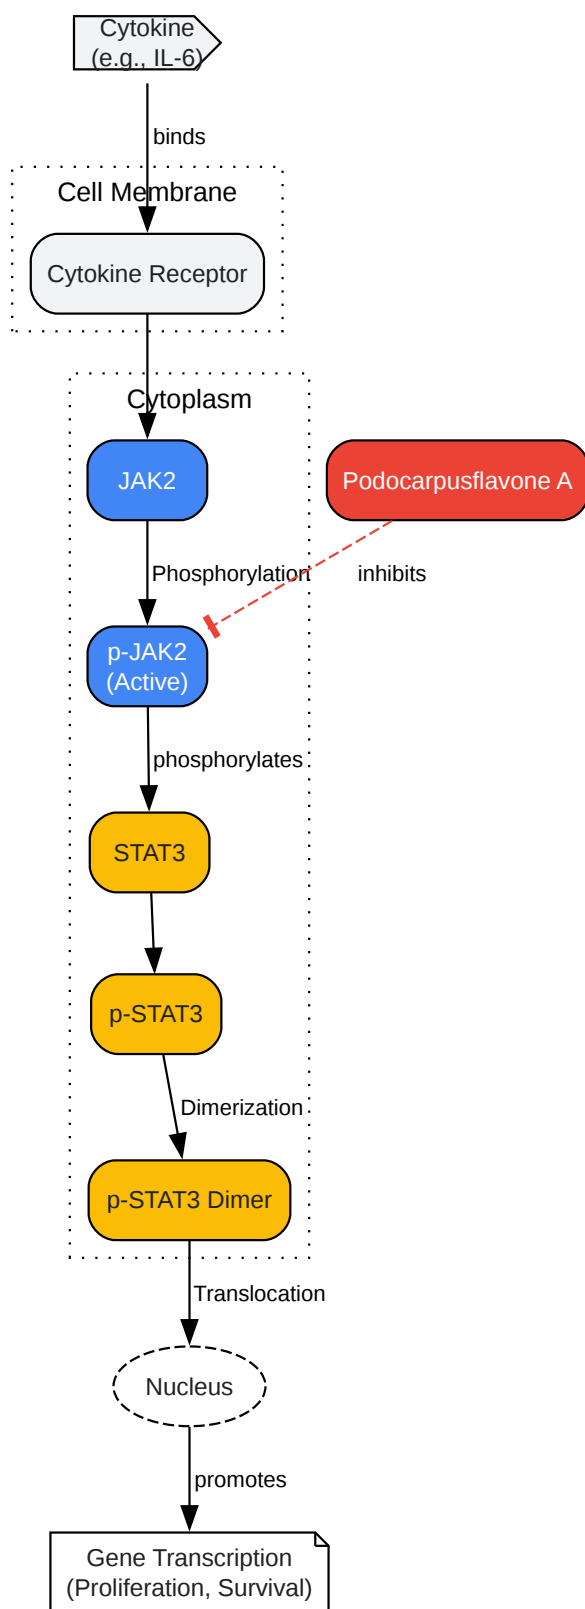 Cytokine
(e.g., IL-6)
binds
Cell Membrane
Cytokine Receptor
Cytoplasm
JAK2
Podocarpusflavone A
Phosphorylation
inhibits
p-JAK2
(Active)
phosphorylates
STAT3
p-STAT3
Dimerization
p-STAT3 Dimer
Translocation
Nucleus
promotes
Gene Transcription
(Proliferation, Survival)